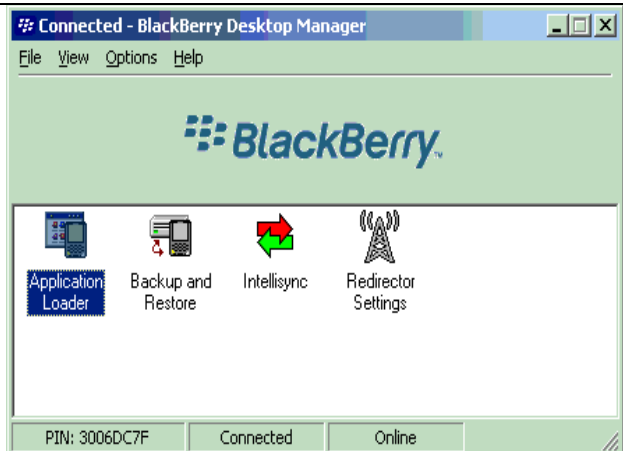 Connected - BlackBerry Desktop Manager
File View Options Help
BlackBerry™
Application Loader
Backup and Restore
Intellisync
Redirector Settings
PIN: 3006DC7F Connected Online